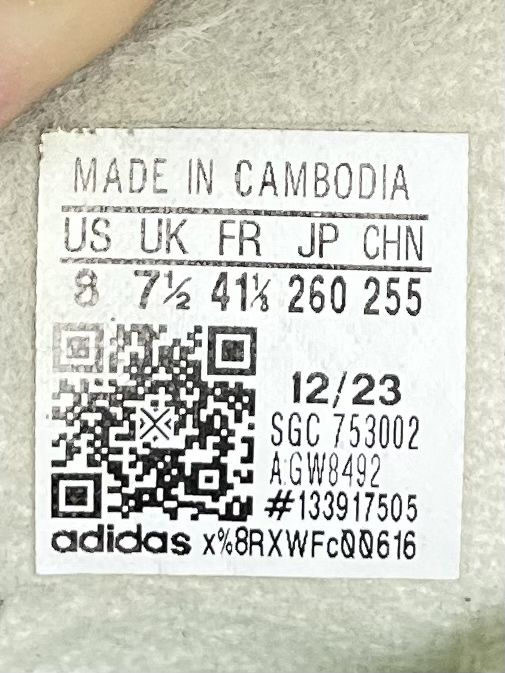 MADE IN CAMBODIA
US UK FR JP CHN
8 7½ 41⅓ 260 255
12/23
SGC 753002
A:GW8492
#133917505
adidas x%8RXWFc00616